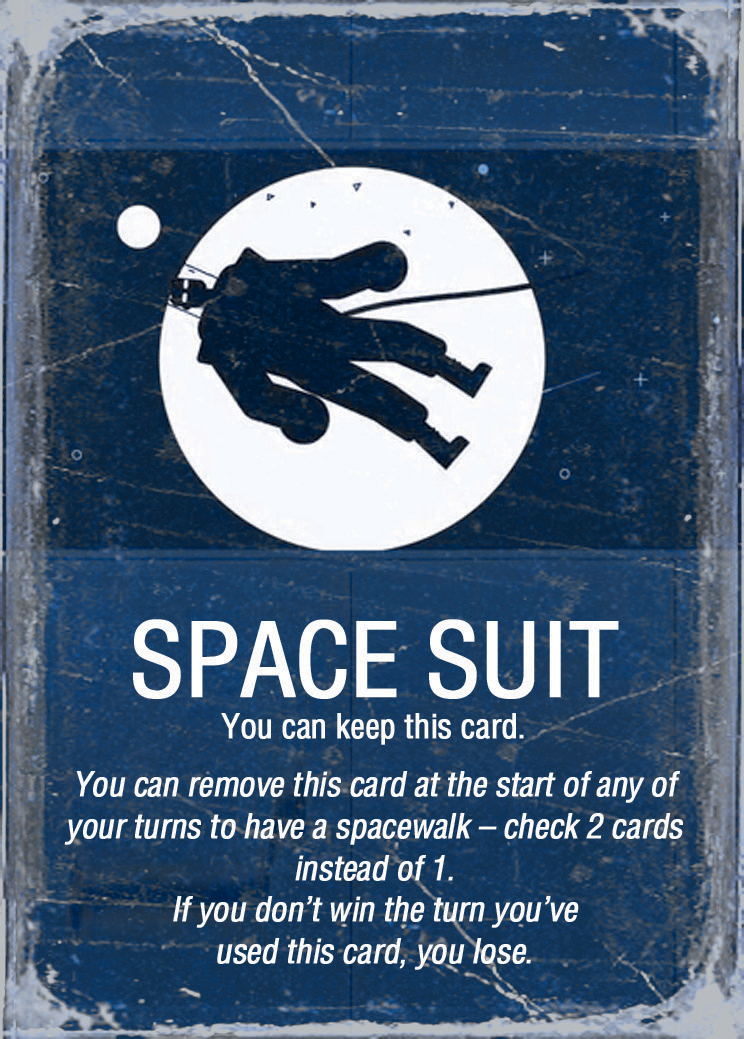 SPACE SUIT
You can keep this card.
You can remove this card at the start of any of
your turns to have a spacewalk – check 2 cards
instead of 1.
If you don’t win the turn you’ve
used this card, you lose.